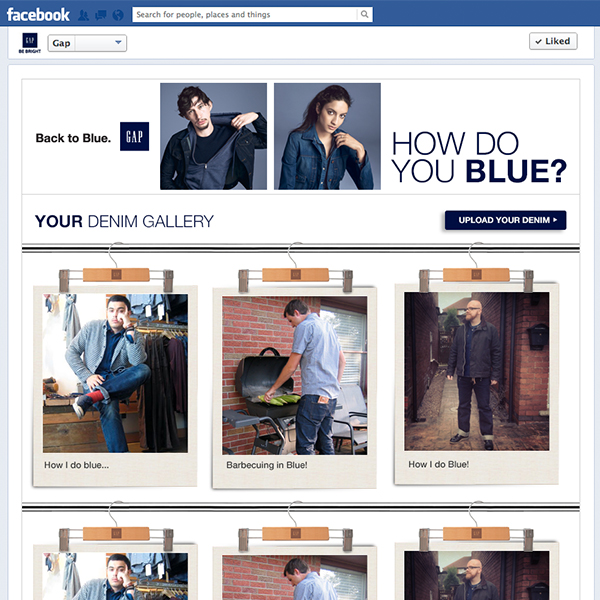 facebook
Search for people, places and things
GAP
BE BRIGHT
Gap
Liked
Back to Blue.
GAP
HOW DO
YOU BLUE?
YOUR DENIM GALLERY
UPLOAD YOUR DENIM
How I do blue...
Barbecuing in Blue!
How I do Blue!